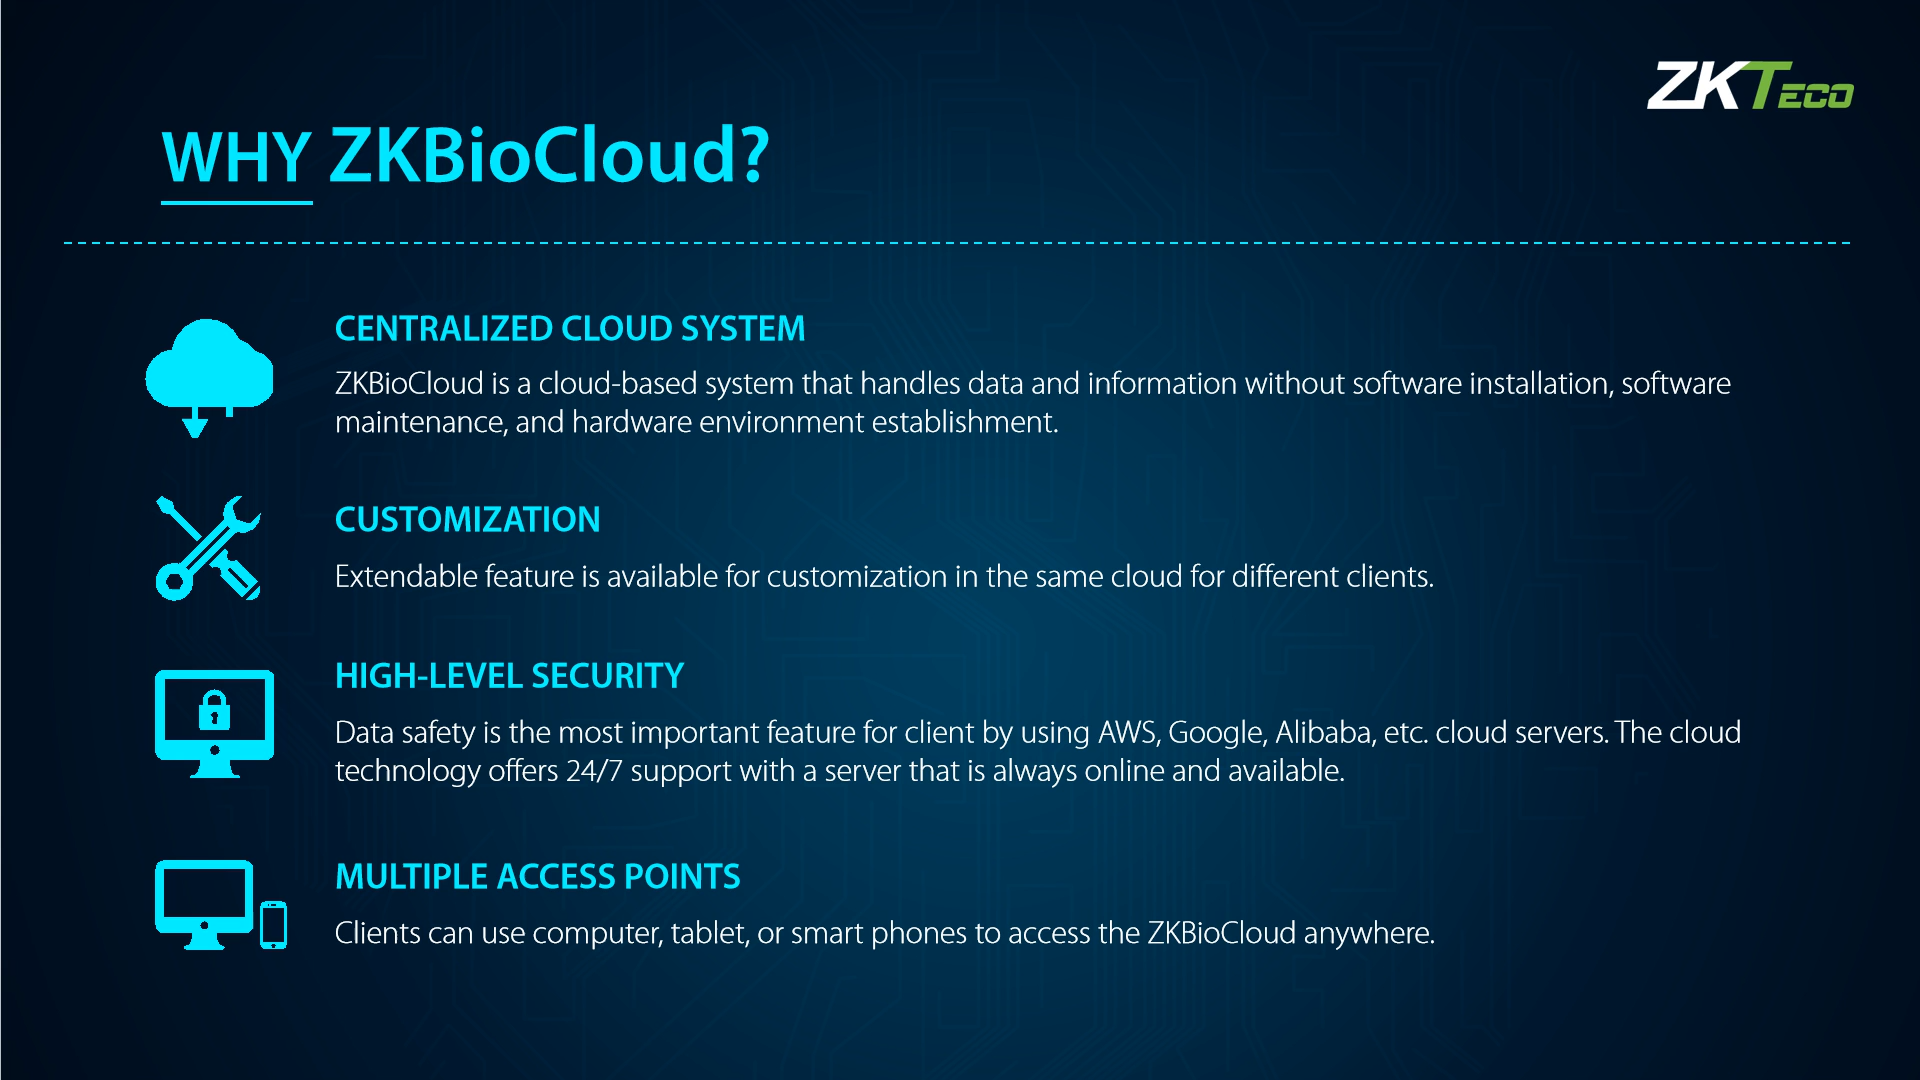 ZKTECO
WHY ZKBioCloud?
CENTRALIZED CLOUD SYSTEM
ZKBioCloud is a cloud-based system that handles data and information without software installation, software
maintenance, and hardware environment establishment.
CUSTOMIZATION
Extendable feature is available for customization in the same cloud for different clients.
HIGH-LEVEL SECURITY
Data safety is the most important feature for client by using AWS, Google, Alibaba, etc. cloud servers. The cloud
technology offers 24/7 support with a server that is always online and available.
MULTIPLE ACCESS POINTS
Clients can use computer, tablet, or smart phones to access the ZKBioCloud anywhere.